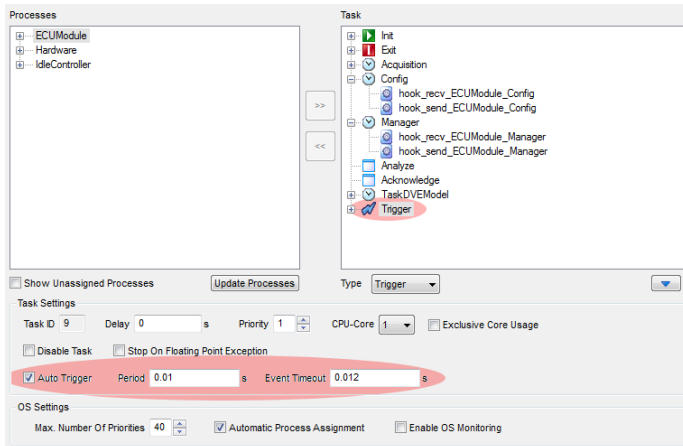 Processes
ECUModule
Hardware
IdleController
>>
<<
Task
Init
Exit
Acquisition
Config
hook_recv_ECUModule_Config
hook_send_ECUModule_Config
Manager
hook_recv_ECUModule_Manager
hook_send_ECUModule_Manager
Analyze
Acknowledge
TaskDVEModel
Trigger
Show Unassigned Processes Update Processes Type Trigger
Task Settings
Task ID 9 Delay 0 s Priority 1 CPU-Core 1 Exclusive Core Usage
Disable Task Stop On Floating Point Exception
Auto Trigger Period 0.01 s Event Timeout 0.012 s
OS Settings
Max. Number Of Priorities 40 Automatic Process Assignment Enable OS Monitoring